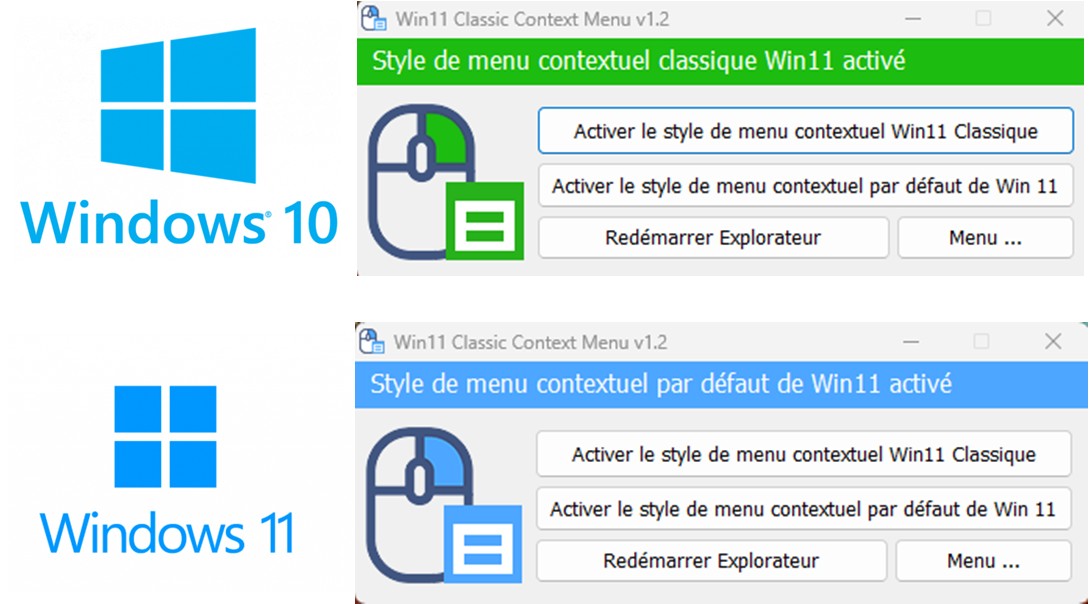 Win11 Classic Context Menu v1.2
Style de menu contextuel classique Win11 activé
Activer le style de menu contextuel Win11 Classique
Activer le style de menu contextuel par défaut de Win 11
Redémarrer Explorateur
Menu ...
Windows® 10
Win11 Classic Context Menu v1.2
Style de menu contextuel par défaut de Win11 activé
Activer le style de menu contextuel Win11 Classique
Activer le style de menu contextuel par défaut de Win 11
Redémarrer Explorateur
Menu ...
Windows 11